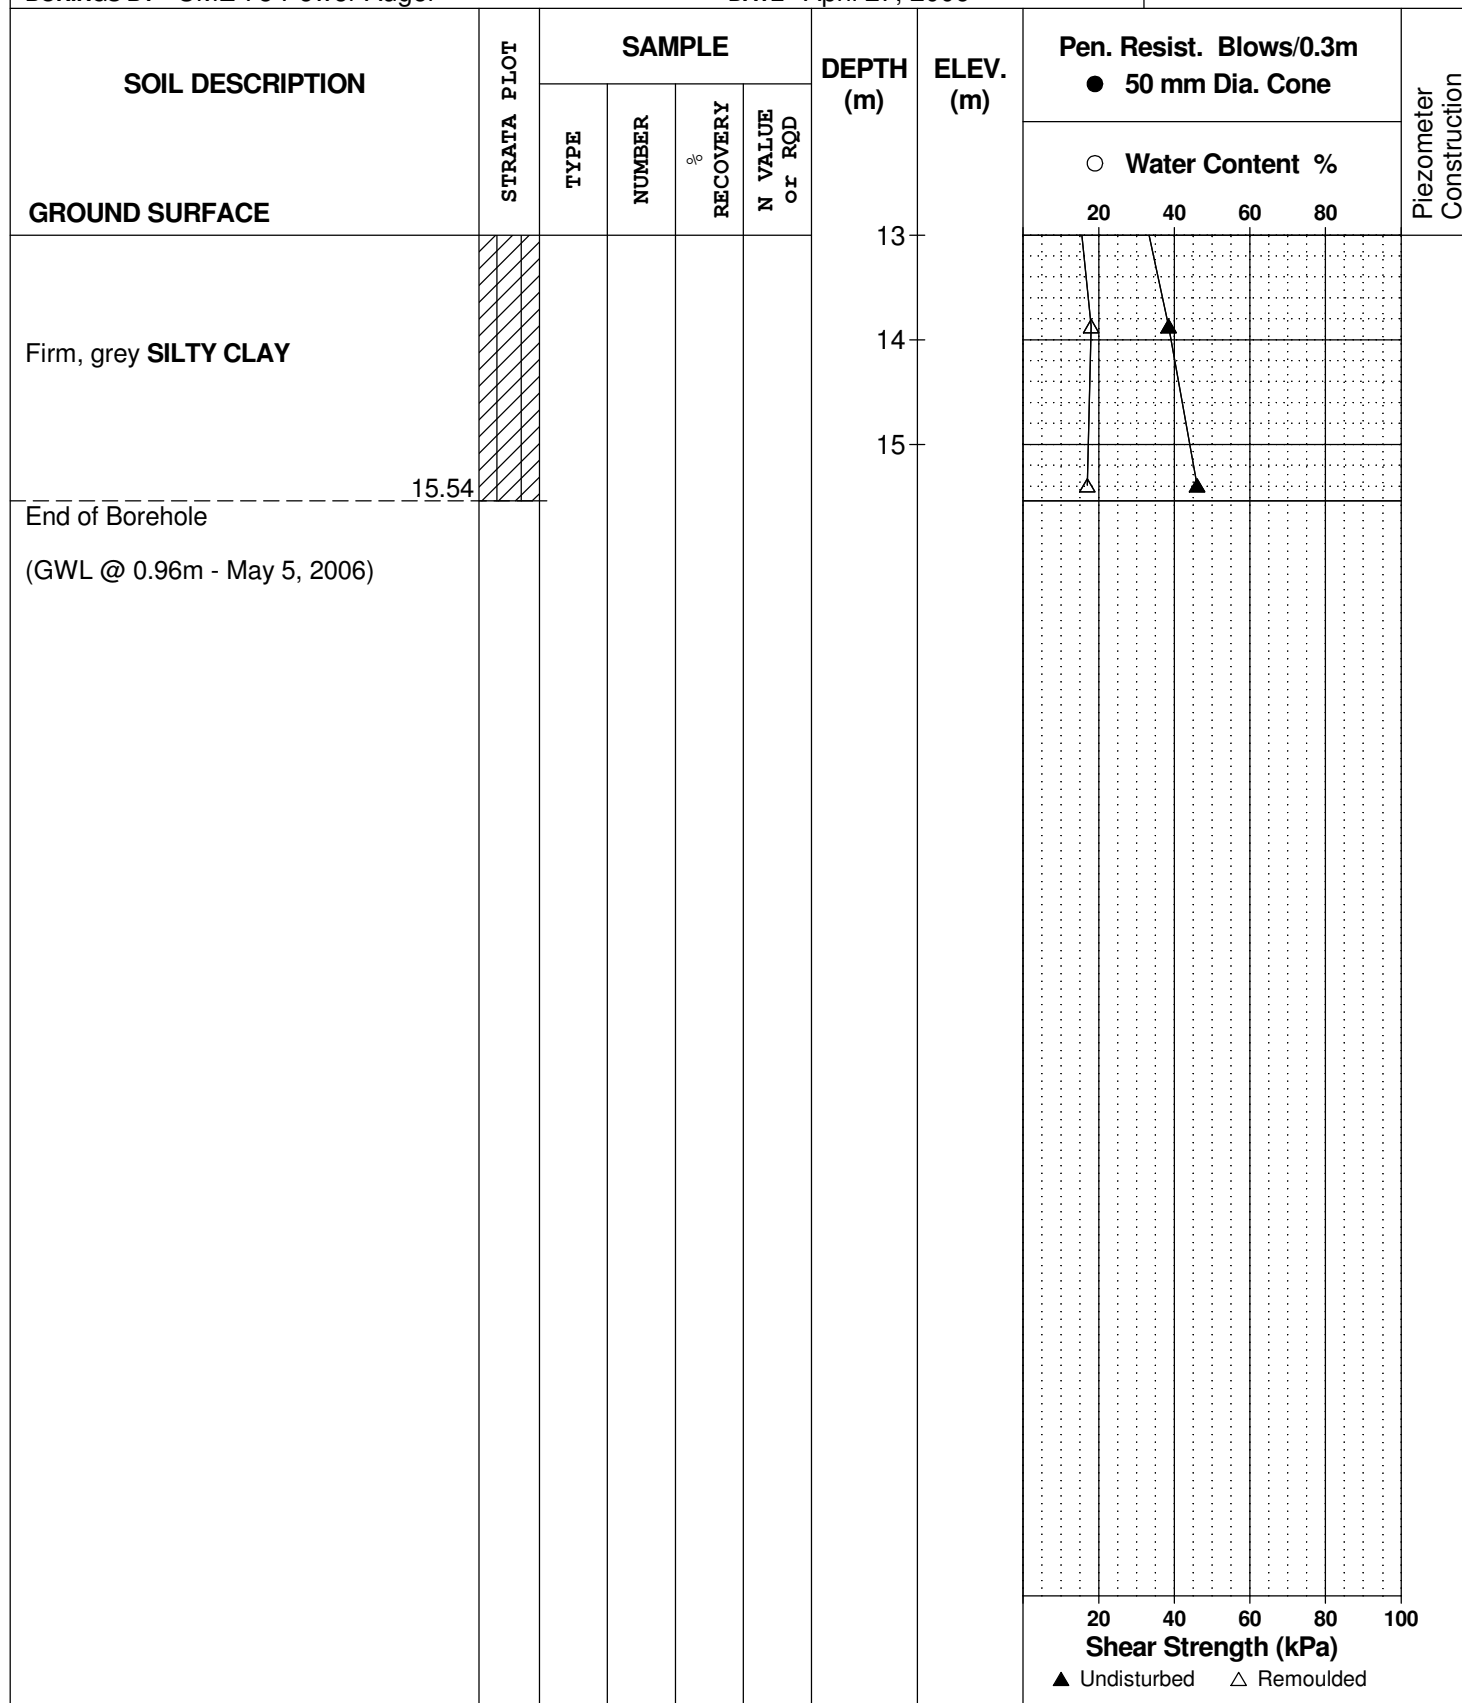 SOIL DESCRIPTION
GROUND SURFACE
STRATA PLOT
SAMPLE
TYPE
NUMBER
%
RECOVERY
N VALUE
or RQD
DEPTH
(m)
ELEV.
(m)
Pen. Resist. Blows/0.3m
● 50 mm Dia. Cone
○ Water Content %
20 40 60 80
Piezometer
Construction
13
Firm, grey SILTY CLAY
14
15
15.54
End of Borehole
(GWL @ 0.96m - May 5, 2006)
20 40 60 80 100
Shear Strength (kPa)
▲ Undisturbed △ Remoulded